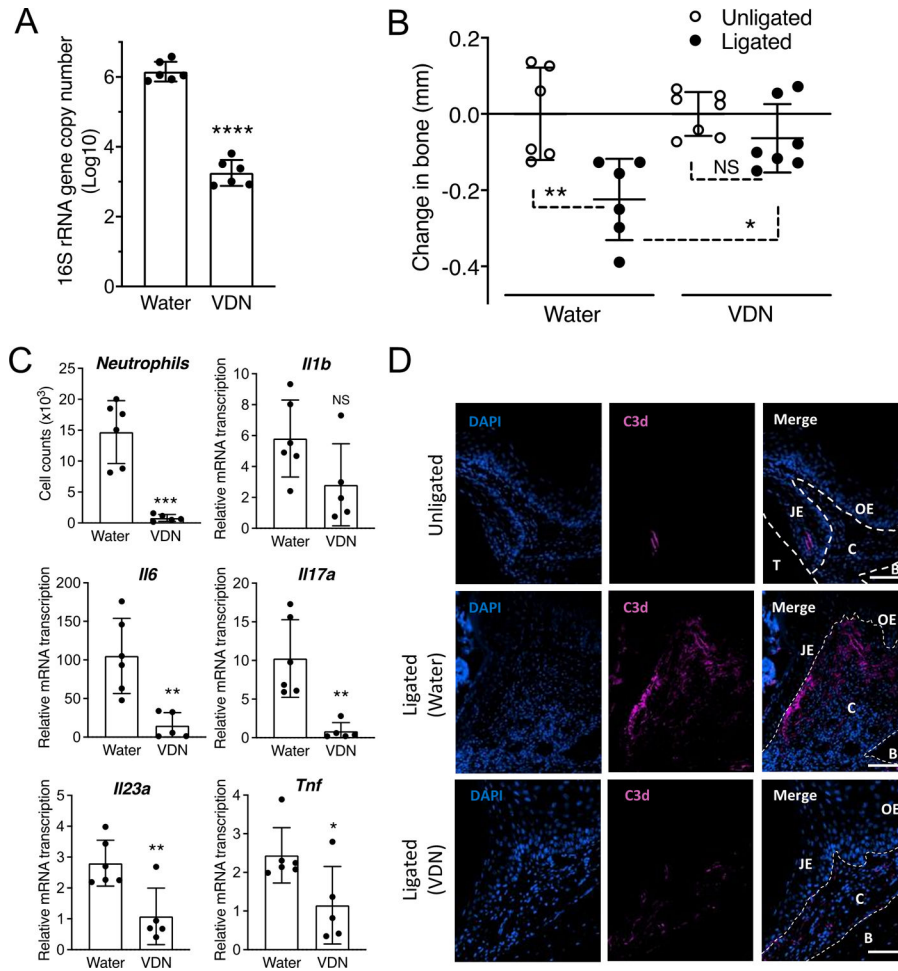 A
16S rRNA gene copy number
(Log10)
9
6
3
0
****
Water VDN
B
Unligated
Ligated
Change in bone (mm)
0.2
0.0
-0.2
-0.4
**
NS
*
Water VDN
C
Neutrophils
Cell counts (x10³)
25
20
15
10
5
0
***
Water VDN
Il1b
Relative mRNA transcription
10
8
6
4
2
0
NS
Water VDN
Il6
Relative mRNA transcription
200
150
100
50
0
**
Water VDN
Il17a
Relative mRNA transcription
20
15
10
5
0
**
Water VDN
Il23a
Relative mRNA transcription
5
4
3
2
1
0
**
Water VDN
Tnf
Relative mRNA transcription
4
3
2
1
0
*
Water VDN
D
Unligated
DAPI C3d Merge
JE OE
C
T B
Ligated
(Water)
DAPI C3d Merge
OE
JE
C
B
Ligated
(VDN)
DAPI C3d Merge
OE
JE
C
B